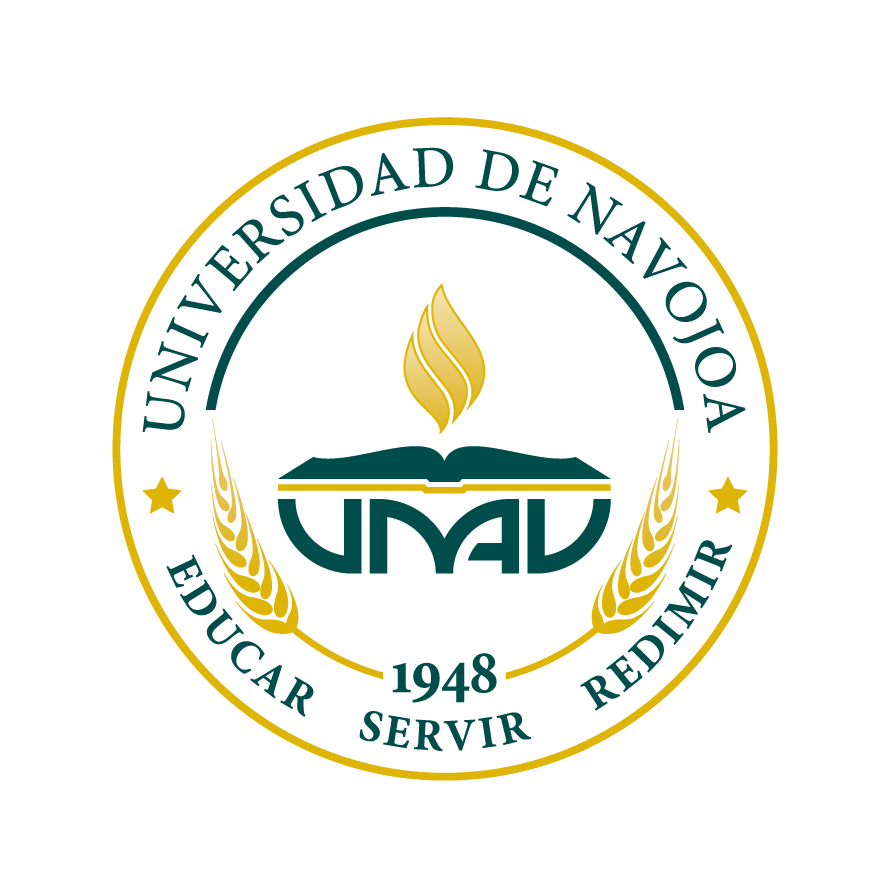 UNIVERSIDAD DE NAVOJOA
UNAV
1948
EDUCAR SERVIR REDIMIR